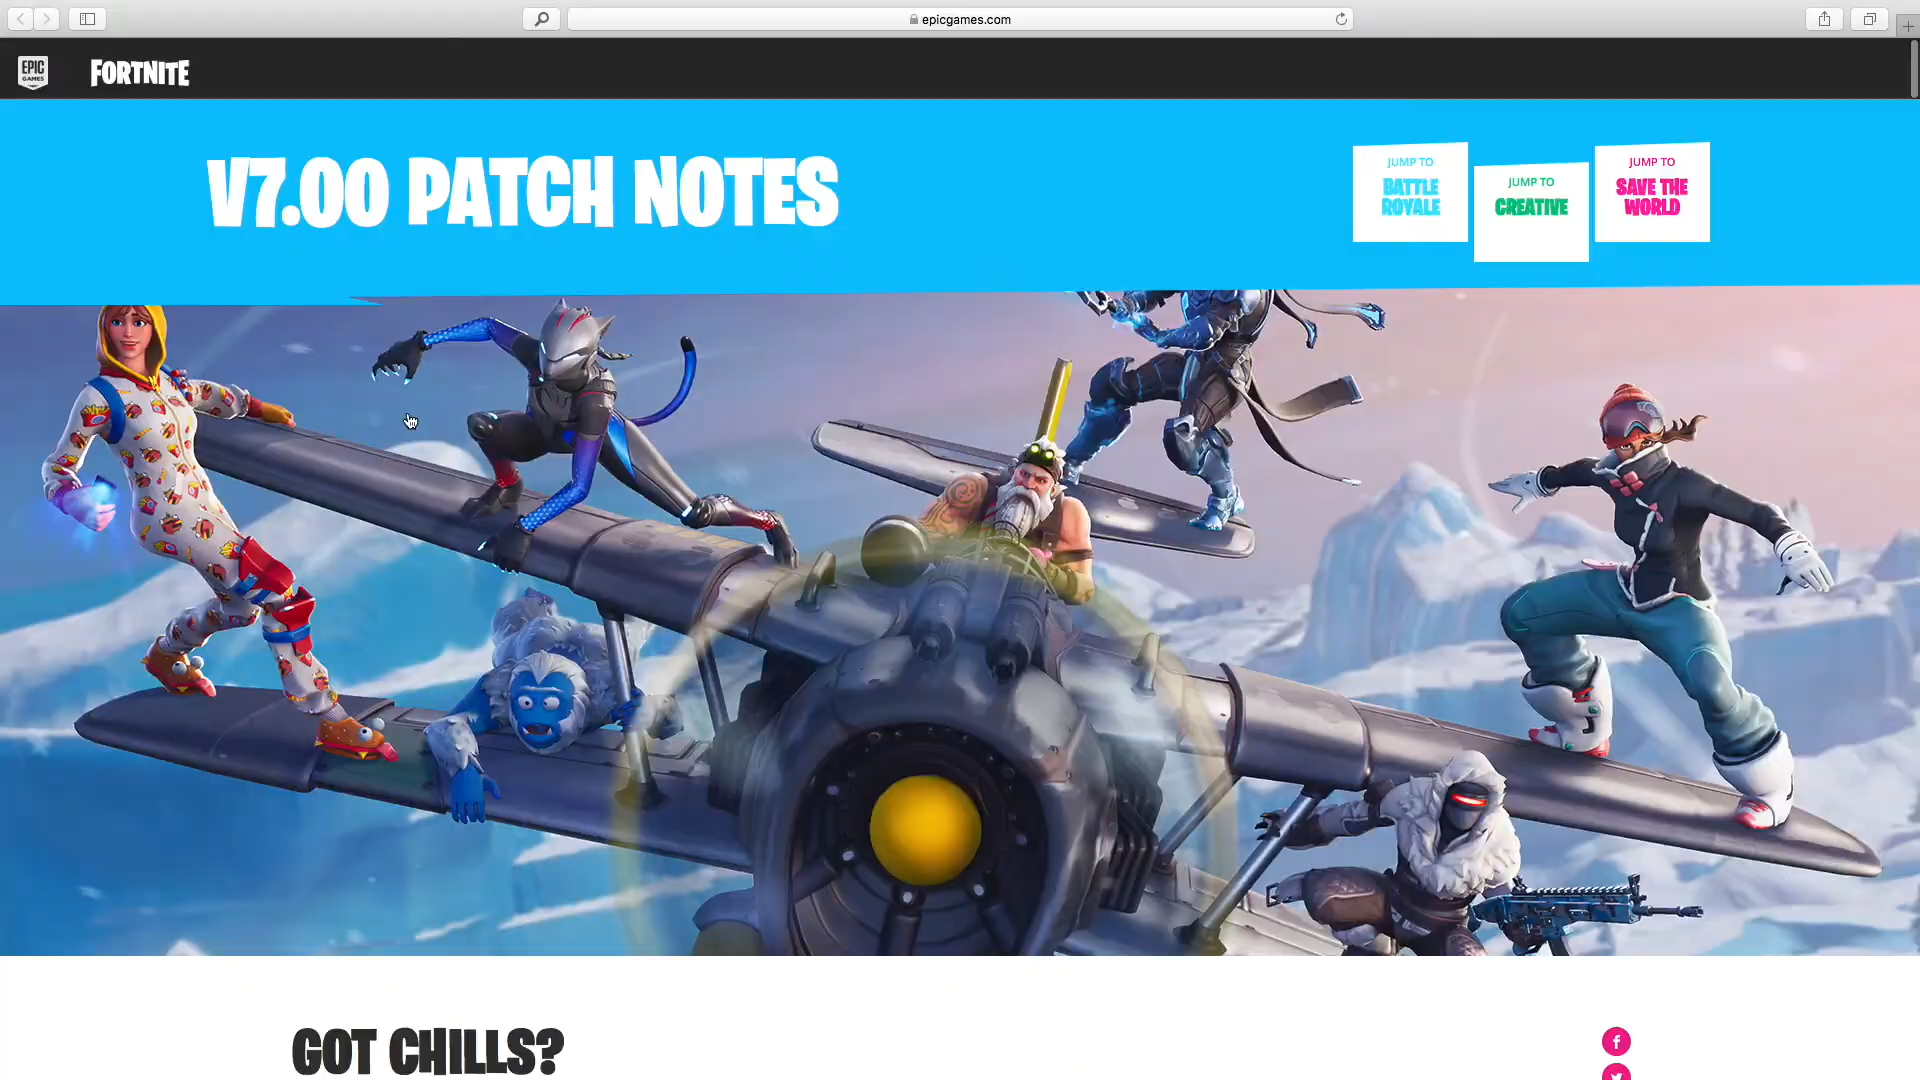 epicgames.com
EPIC
GAMES
FORTNITE
V7.00 PATCH NOTES
JUMP TO
BATTLE
ROYALE
JUMP TO
CREATIVE
JUMP TO
SAVE THE
WORLD
GOT CHILLS?